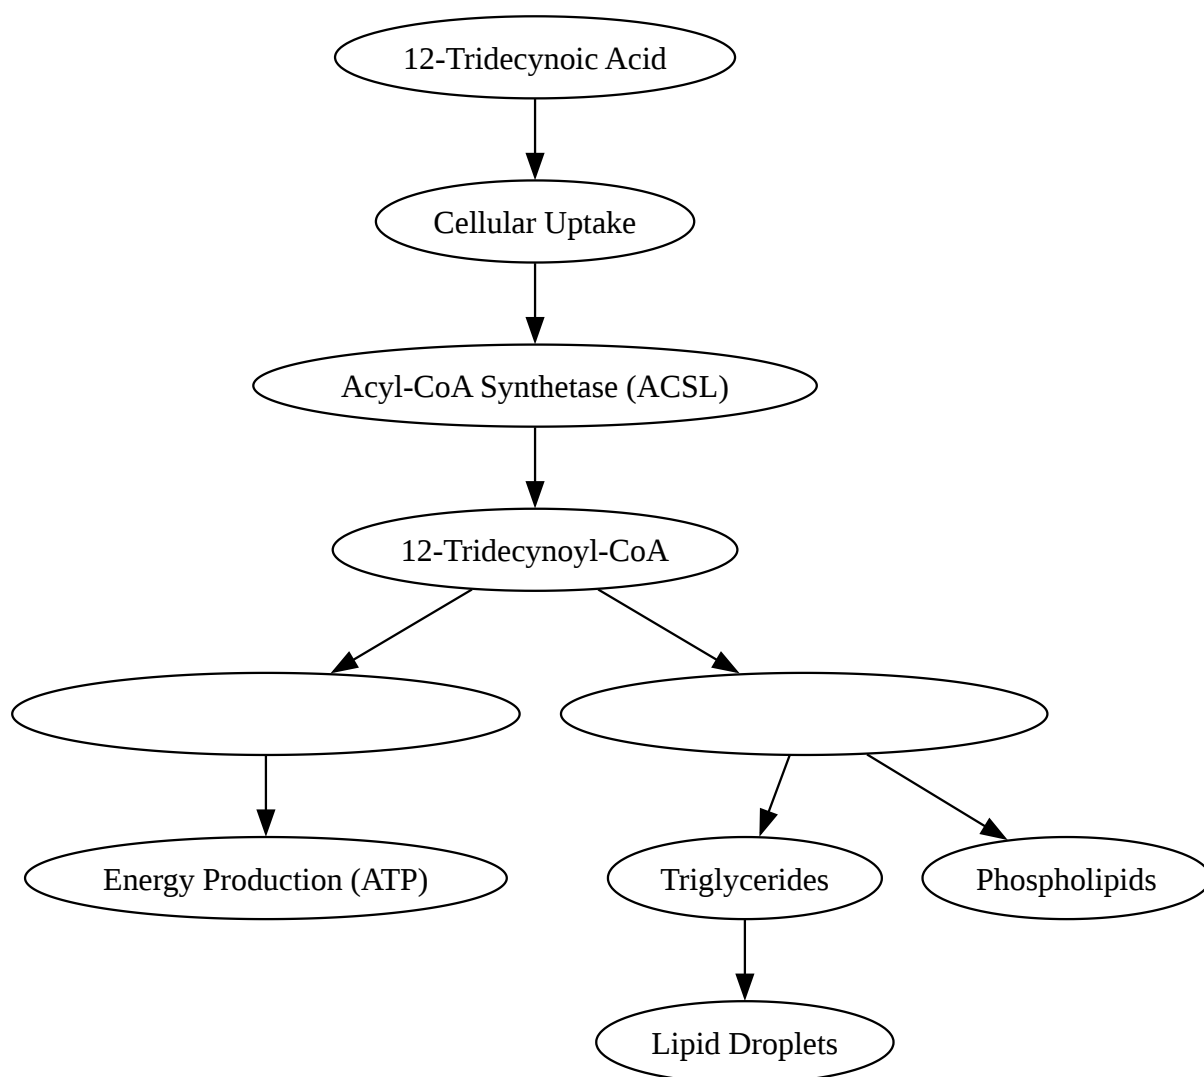 12-Tridecynoic Acid
Cellular Uptake
Acyl-CoA Synthetase (ACSL)
12-Tridecynoyl-CoA
Energy Production (ATP)
Triglycerides
Phospholipids
Lipid Droplets